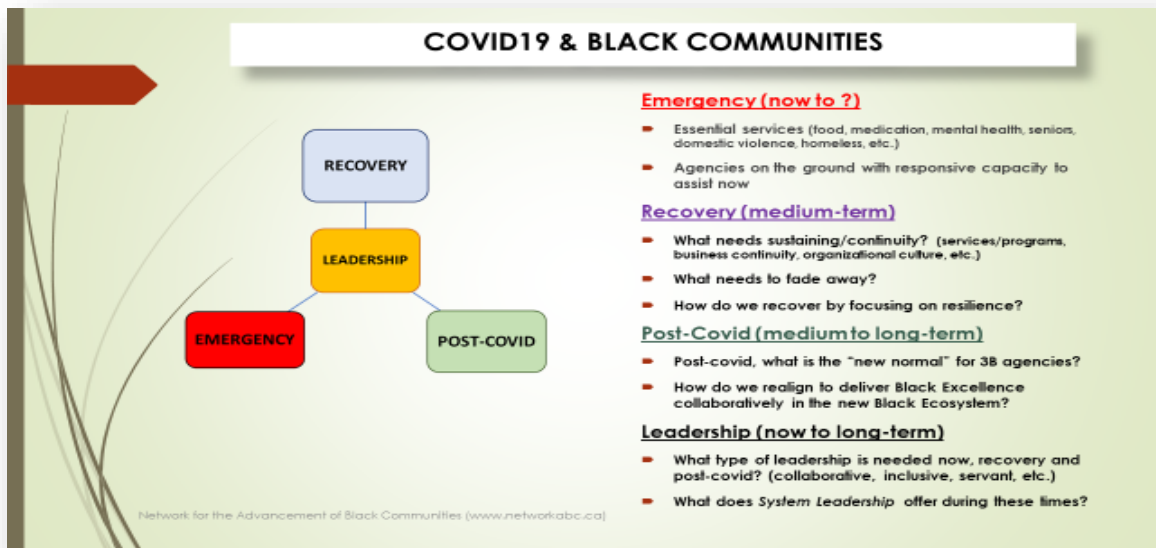 COVID19 & BLACK COMMUNITIES
RECOVERY
LEADERSHIP
EMERGENCY
POST-COVID
Emergency (now to ?)
Essential services (food, medication, mental health, seniors,
domestic violence, homeless, etc.)
Agencies on the ground with responsive capacity to
assist now
Recovery (medium-term)
What needs sustaining/continuity? (services/programs,
business continuity, organizational culture, etc.)
What needs to fade away?
How do we recover by focusing on resilience?
Post-Covid (medium to long-term)
Post-covid, what is the “new normal” for 3B agencies?
How do we realign to deliver Black Excellence
collaboratively in the new Black Ecosystem?
Leadership (now to long-term)
What type of leadership is needed now, recovery and
post-covid? (collaborative, inclusive, servant, etc.)
What does System Leadership offer during these times?
Network for the Advancement of Black Communities (www.networkabc.ca)